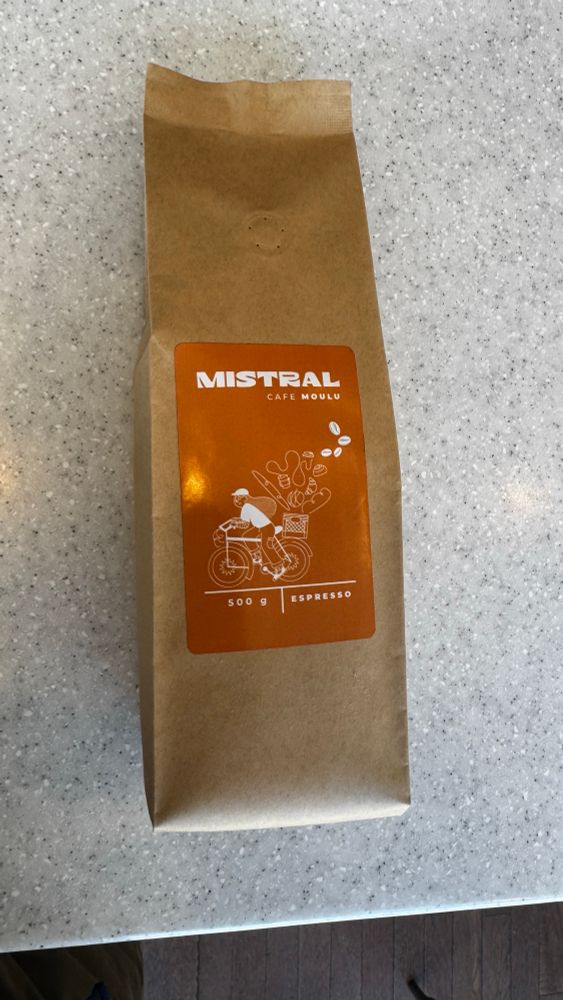 MISTRAL
CAFE MOULU
500 g
ESPRESSO